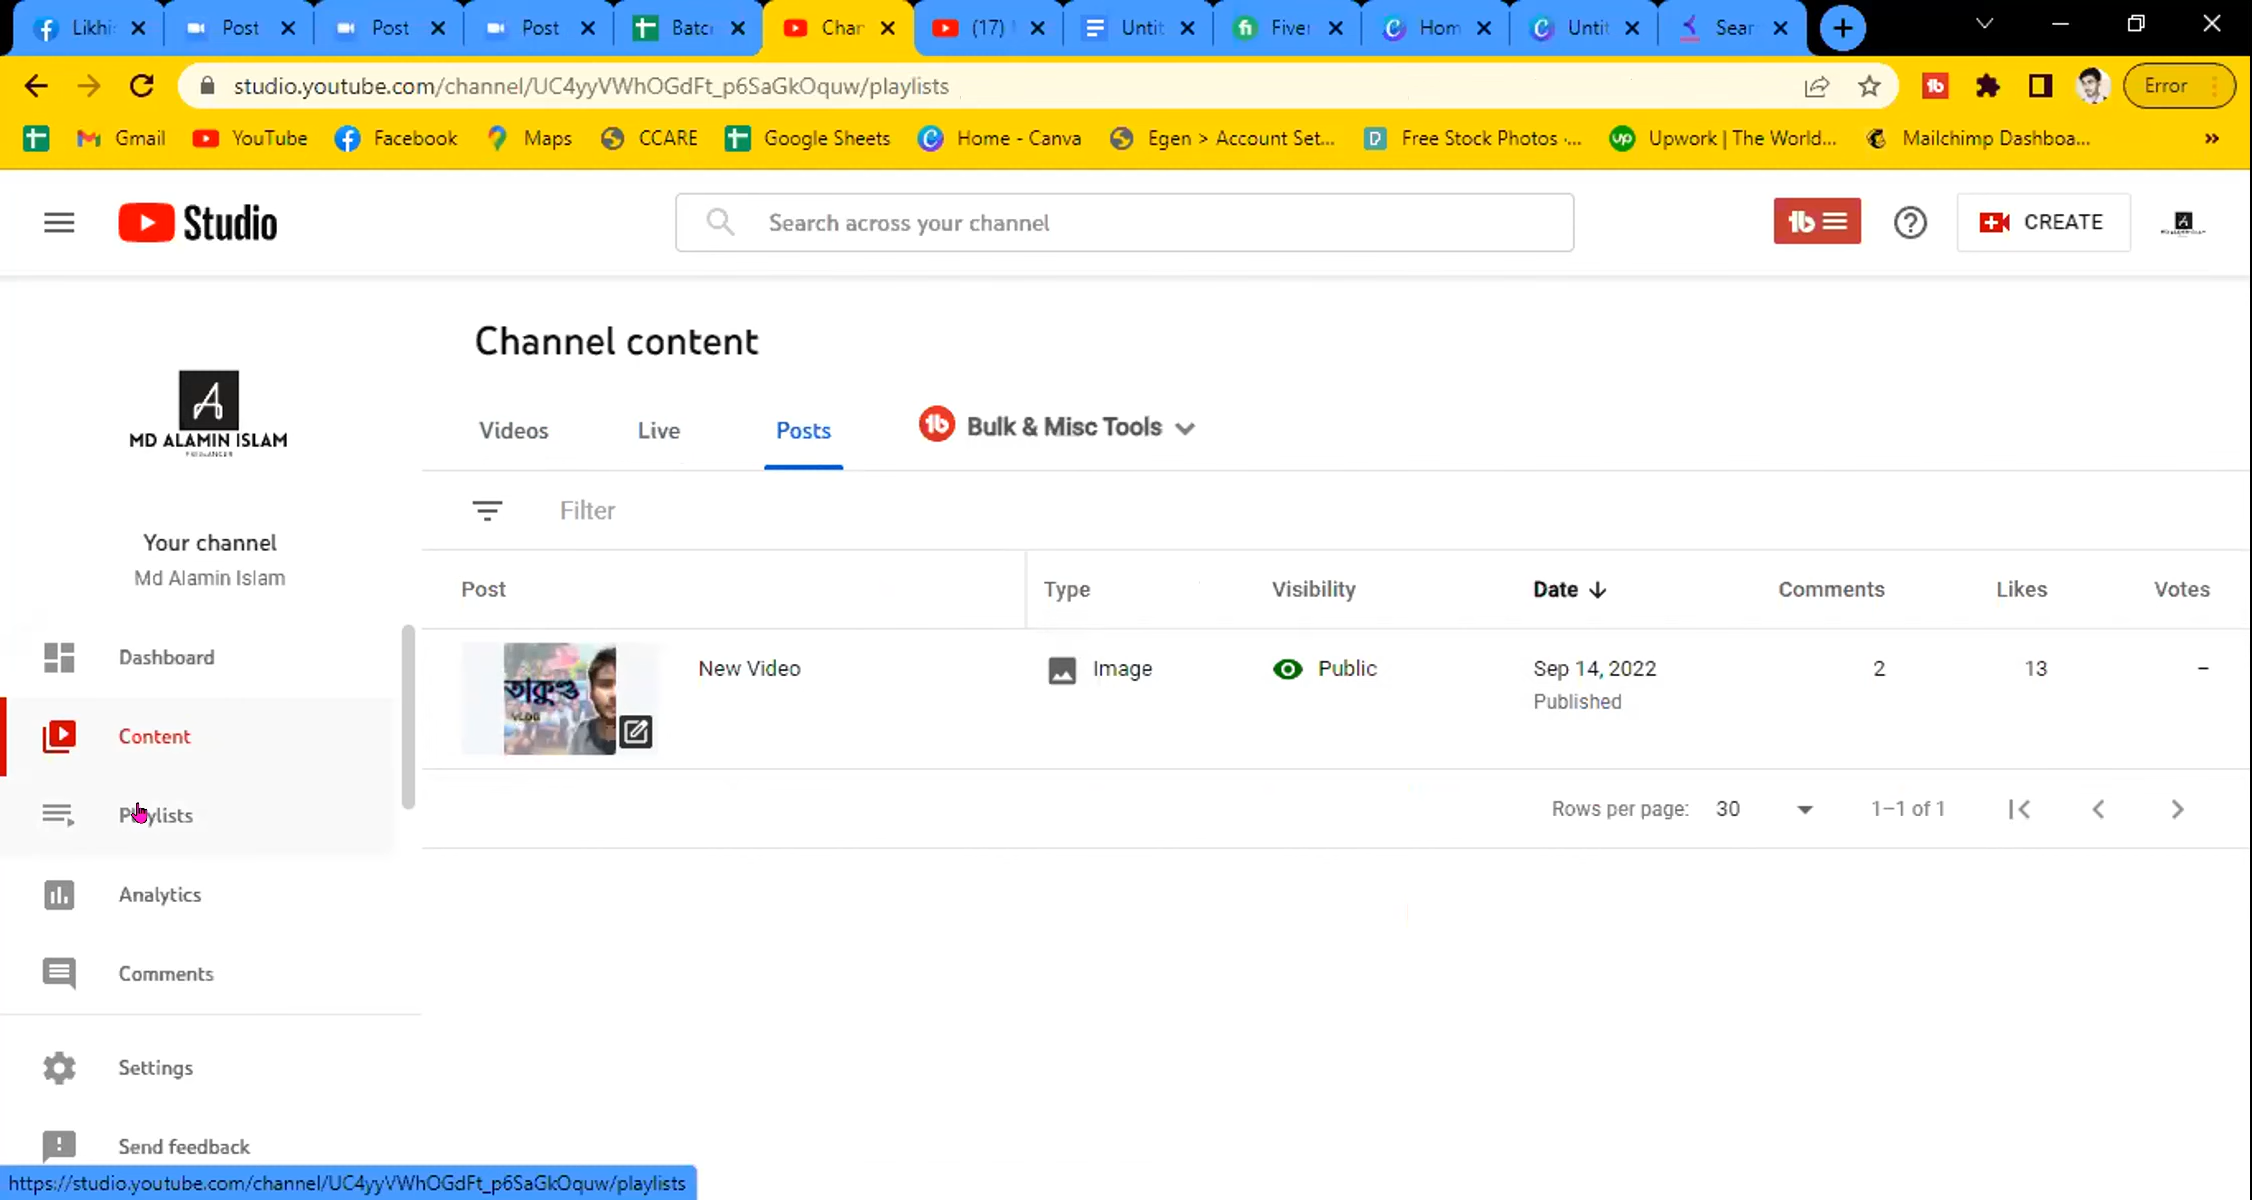 Likhi
Post
Post
Post
Batc
Char
(17)
Untit
Fiver
Hom
Untit
Sear
studio.youtube.com/channel/UC4yyVWhOGdFt_p6SaGkOquw/playlists
Error
Gmail
YouTube
Facebook
Maps
CCARE
Google Sheets
Home - Canva
Egen > Account Set...
Free Stock Photos ·...
up
Upwork | The World...
Mailchimp Dashboa...
»
Studio
Search across your channel
CREATE
Channel content
MD ALAMIN ISLAM
FREELANCER
Videos
Live
Posts
Bulk & Misc Tools
Filter
Your channel
Md Alamin Islam
Post
Type
Visibility
Date
Comments
Likes
Votes
Dashboard
তাকুণ্ড
VLOG
New Video
Image
Public
Sep 14, 2022
Published
2
13
–
Content
Playlists
Rows per page:
30
1–1 of 1
Analytics
Comments
Settings
Send feedback
https://studio.youtube.com/channel/UC4yyVWhOGdFt_p6SaGkOquw/playlists